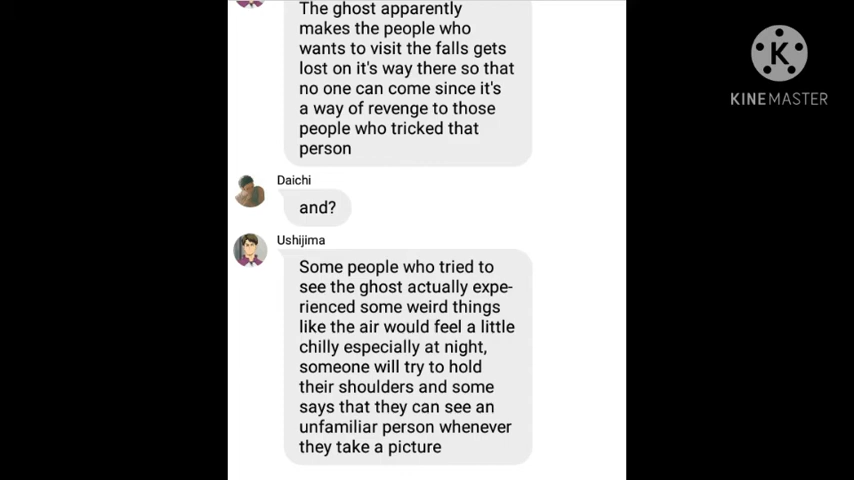 The ghost apparently
makes the people who
wants to visit the falls gets
lost on it's way there so that
no one can come since it's
a way of revenge to those
people who tricked that
person
Daichi
and?
Ushijima
Some people who tried to
see the ghost actually expe-
rienced some weird things
like the air would feel a little
chilly especially at night,
someone will try to hold
their shoulders and some
says that they can see an
unfamiliar person whenever
they take a picture
K
KINEMASTER